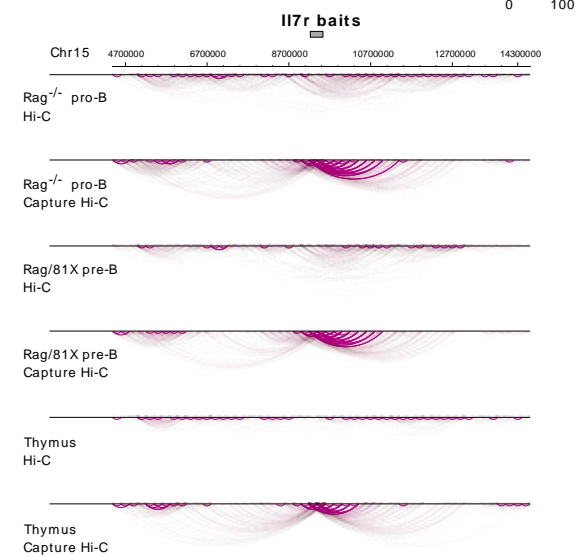 0 100
Il7r baits
Chr15 4700000 6700000 8700000 10700000 12700000 14300000
Rag-/- pro-B
Hi-C
Rag-/- pro-B
Capture Hi-C
Rag/81X pre-B
Hi-C
Rag/81X pre-B
Capture Hi-C
Thymus
Hi-C
Thymus
Capture Hi-C